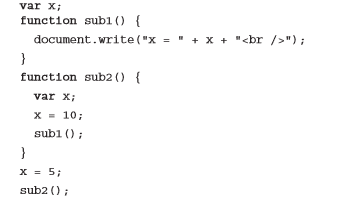 var x;
function sub1() {
  document.write("x = " + x + "<br />");
}
function sub2() {
  var x;
  x = 10;
  sub1();
}
x = 5;
sub2();